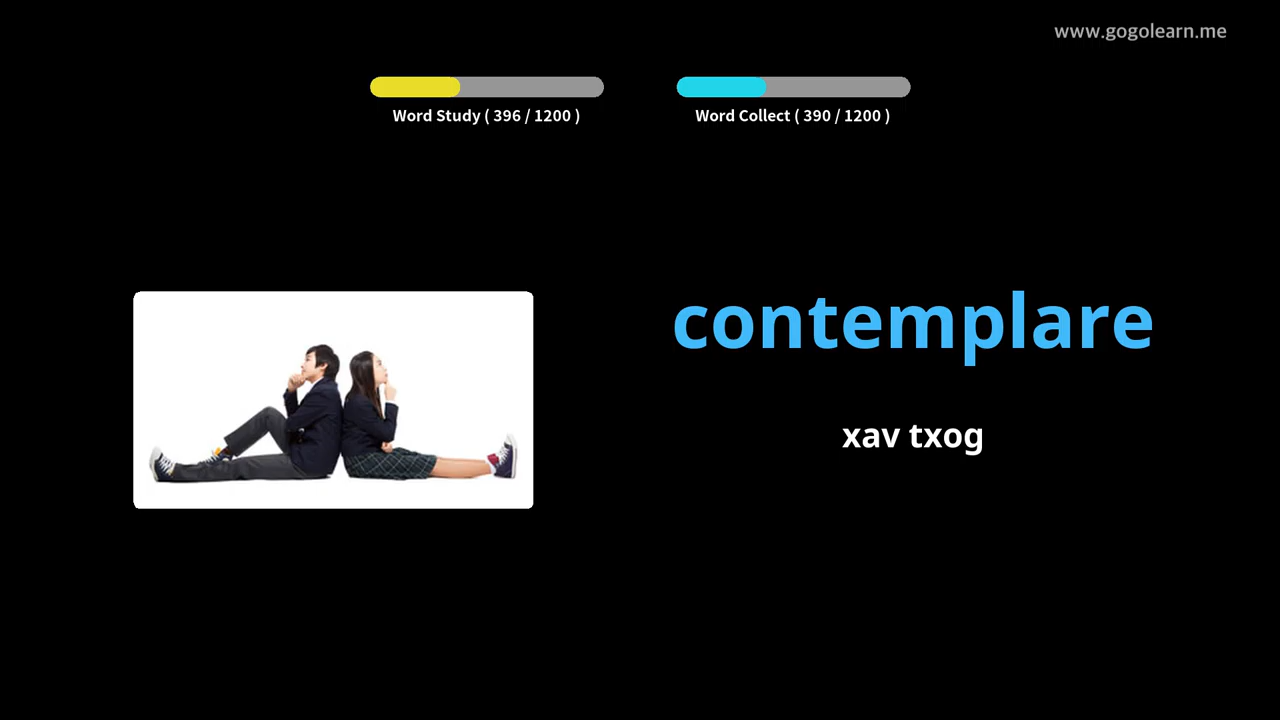 www.gogolearn.me
Word Study ( 396 / 1200 )
Word Collect ( 390 / 1200 )
contemplare
xav txog